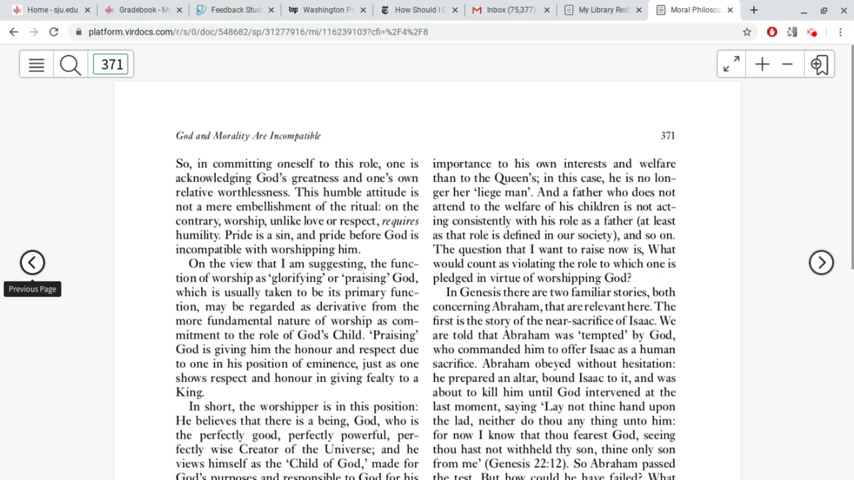 Home - sju.edu
Gradebook - M
Feedback Stud
Washington P
How Should I D
Inbox (75,377)
My Library Re
Moral Philosop
platform.virdocs.com/r/s/0/doc/548682/sp/31277916/mi/116239103?cfi=%2F4%2F8
371
God and Morality Are Incompatible
371
So, in committing oneself to this role, one is
acknowledging God's greatness and one's own
relative worthlessness. This humble attitude is
not a mere embellishment of the ritual: on the
contrary, worship, unlike love or respect, requires
humility. Pride is a sin, and pride before God is
incompatible with worshipping him.
On the view that I am suggesting, the func-
tion of worship as 'glorifying' or 'praising' God,
which is usually taken to be its primary func-
tion, may be regarded as derivative from the
more fundamental nature of worship as com-
mitment to the role of God's Child. 'Praising'
God is giving him the honour and respect due
to one in his position of eminence, just as one
shows respect and honour in giving fealty to a
King.
In short, the worshipper is in this position:
He believes that there is a being, God, who is
the perfectly good, perfectly powerful, per-
fectly wise Creator of the Universe; and he
views himself as the 'Child of God,' made for
God's purposes and responsible to God for his
importance to his own interests and welfare
than to the Queen's; in this case, he is no lon-
ger her 'liege man'. And a father who does not
attend to the welfare of his children is not act-
ing consistently with his role as a father (at least
as that role is defined in our society), and so on.
The question that I want to raise now is, What
would count as violating the role to which one is
pledged in virtue of worshipping God?
In Genesis there are two familiar stories, both
concerning Abraham, that are relevant here. The
first is the story of the near-sacrifice of Isaac. We
are told that Abraham was 'tempted' by God,
who commanded him to offer Isaac as a human
sacrifice. Abraham obeyed without hesitation:
he prepared an altar, bound Isaac to it, and was
about to kill him until God intervened at the
last moment, saying 'Lay not thine hand upon
the lad, neither do thou any thing unto him:
for now I know that thou fearest God, seeing
thou hast not withheld thy son, thine only son
from me' (Genesis 22:12). So Abraham passed
the test. But how could he have failed? What
Previous Page